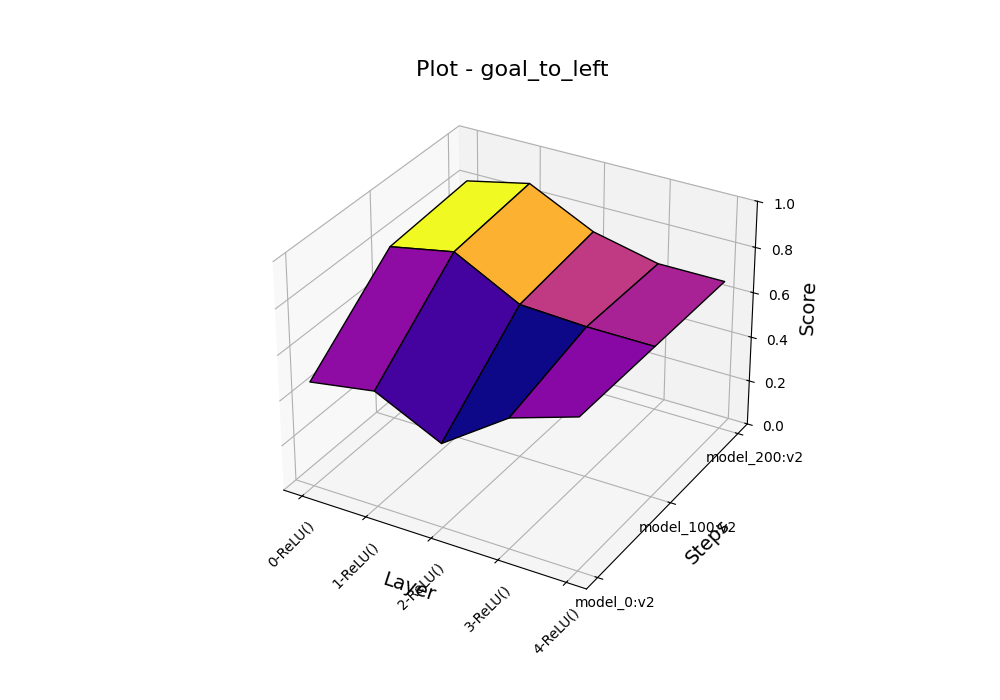 Plot - goal_to_left
1.0
0.8
0.6
0.4
0.2
0.0
Score
model_200:v2
model_100:v2
model_0:v2
Steps
0-ReLU()
1-ReLU()
2-ReLU()
3-ReLU()
4-ReLU()
Layer